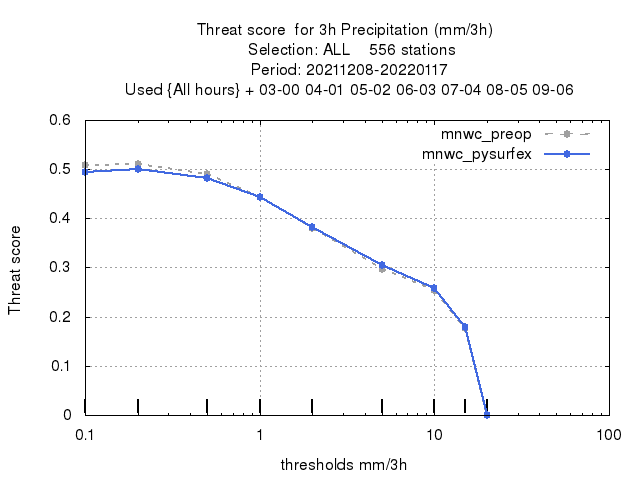 Threat score  for 3h Precipitation (mm/3h)
Selection: ALL    556 stations
Period: 20211208-20220117
Used {All hours} + 03-00 04-01 05-02 06-03 07-04 08-05 09-06
mnwc_preop
mnwc_pysurfex
0.6
0.5
0.4
0.3
0.2
0.1
0
Threat score
0.1 1 10 100
thresholds mm/3h